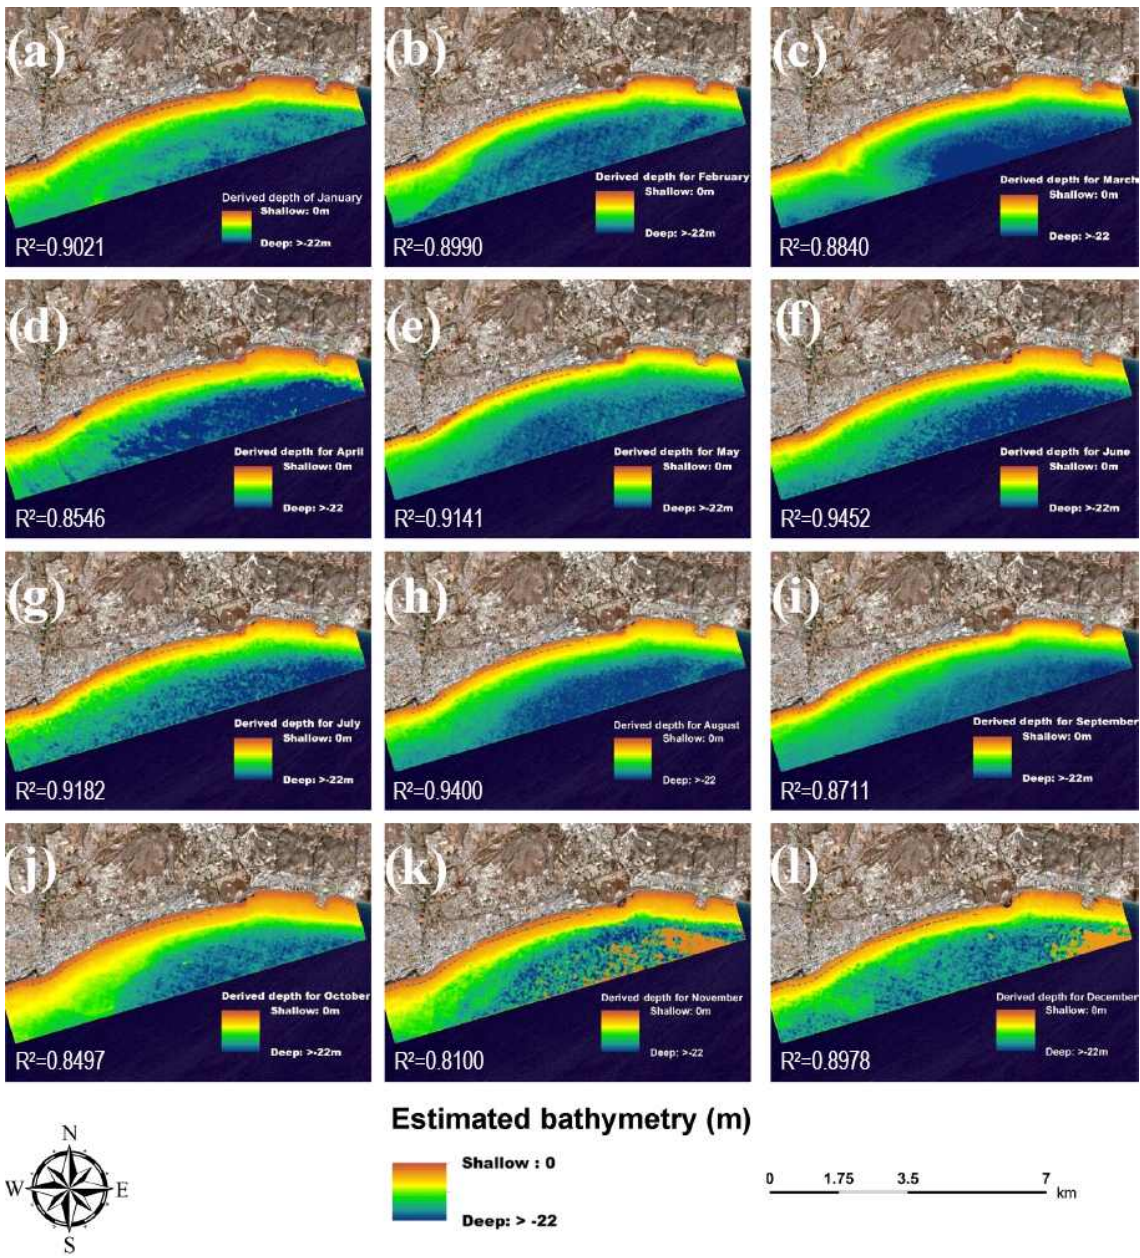 (a)
Derived depth of January
Shallow: 0m
Deep: >-22m
R²=0.9021
(b)
Derived depth for February
Shallow: 0m
Deep: >-22m
R²=0.8990
(c)
Derived depth for March
Shallow: 0m
Deep: >-22
R²=0.8840
(d)
Derived depth for April
Shallow: 0m
Deep: >-22
R²=0.8546
(e)
Derived depth for May
Shallow: 0m
Deep: >-22m
R²=0.9141
(f)
Derived depth for June
Shallow: 0m
Deep: >-22m
R²=0.9452
(g)
Derived depth for July
Shallow: 0m
Deep: >-22m
R²=0.9182
(h)
Derived depth for August
Shallow: 0m
Deep: >-22
R²=0.9400
(i)
Derived depth for September
Shallow: 0m
Deep: >-22m
R²=0.8711
(j)
Derived depth for October
Shallow: 0m
Deep: >-22m
R²=0.8497
(k)
Derived depth for November
Shallow: 0m
Deep: >-22
R²=0.8100
(l)
Derived depth for December
Shallow: 0m
Deep: >-22m
R²=0.8978
N
W E
S
Estimated bathymetry (m)
Shallow : 0
Deep: > -22
0 1.75 3.5 7
km